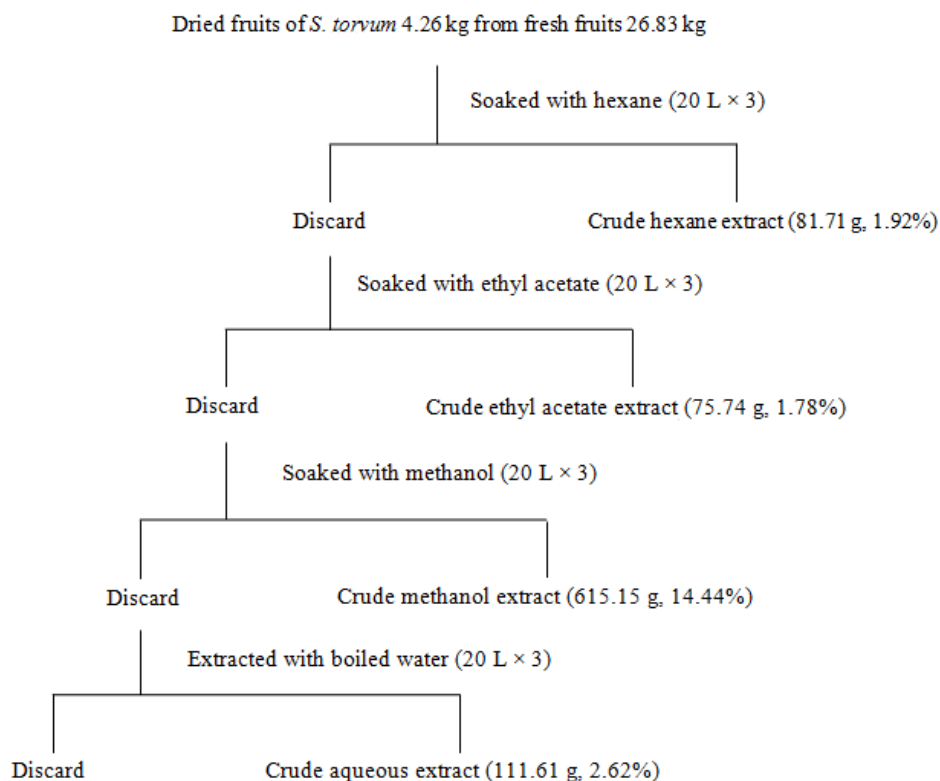 Dried fruits of S. torvum 4.26 kg from fresh fruits 26.83 kg
Soaked with hexane (20 L × 3)
Discard
Crude hexane extract (81.71 g, 1.92%)
Soaked with ethyl acetate (20 L × 3)
Discard
Crude ethyl acetate extract (75.74 g, 1.78%)
Soaked with methanol (20 L × 3)
Discard
Crude methanol extract (615.15 g, 14.44%)
Extracted with boiled water (20 L × 3)
Discard
Crude aqueous extract (111.61 g, 2.62%)